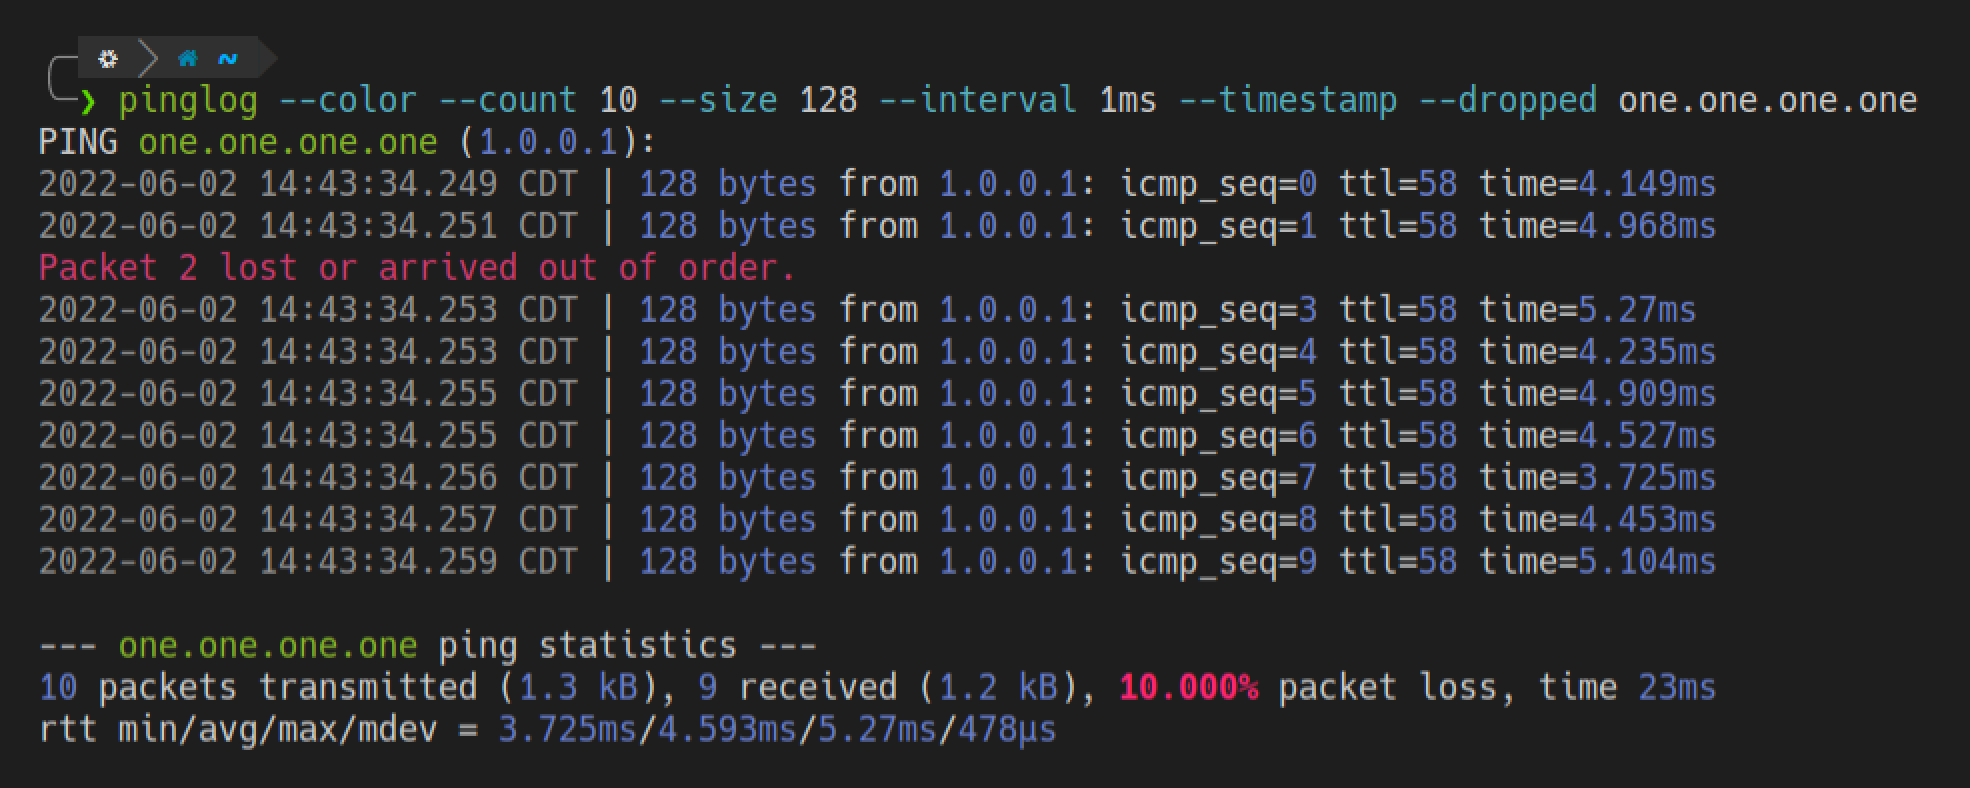 ~
❯ pinglog --color --count 10 --size 128 --interval 1ms --timestamp --dropped one.one.one.one
PING one.one.one.one (1.0.0.1):
2022-06-02 14:43:34.249 CDT | 128 bytes from 1.0.0.1: icmp_seq=0 ttl=58 time=4.149ms
2022-06-02 14:43:34.251 CDT | 128 bytes from 1.0.0.1: icmp_seq=1 ttl=58 time=4.968ms
Packet 2 lost or arrived out of order.
2022-06-02 14:43:34.253 CDT | 128 bytes from 1.0.0.1: icmp_seq=3 ttl=58 time=5.27ms
2022-06-02 14:43:34.253 CDT | 128 bytes from 1.0.0.1: icmp_seq=4 ttl=58 time=4.235ms
2022-06-02 14:43:34.255 CDT | 128 bytes from 1.0.0.1: icmp_seq=5 ttl=58 time=4.909ms
2022-06-02 14:43:34.255 CDT | 128 bytes from 1.0.0.1: icmp_seq=6 ttl=58 time=4.527ms
2022-06-02 14:43:34.256 CDT | 128 bytes from 1.0.0.1: icmp_seq=7 ttl=58 time=3.725ms
2022-06-02 14:43:34.257 CDT | 128 bytes from 1.0.0.1: icmp_seq=8 ttl=58 time=4.453ms
2022-06-02 14:43:34.259 CDT | 128 bytes from 1.0.0.1: icmp_seq=9 ttl=58 time=5.104ms
--- one.one.one.one ping statistics ---
10 packets transmitted (1.3 kB), 9 received (1.2 kB), 10.000% packet loss, time 23ms
rtt min/avg/max/mdev = 3.725ms/4.593ms/5.27ms/478µs